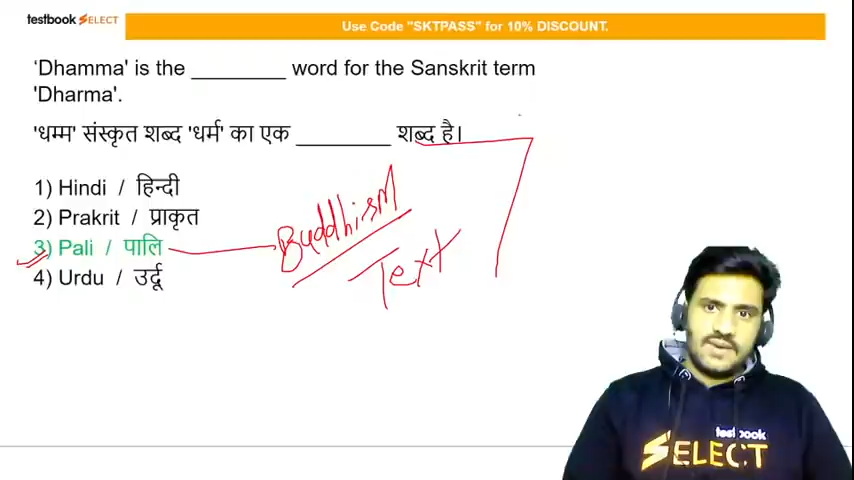 testbook SELECT
Use Code "SKTPASS" for 10% DISCOUNT.
‘Dhamma' is the ________ word for the Sanskrit term
'Dharma'.
'धम्म' संस्कृत शब्द 'धर्म' का एक ________ शब्द है।
1) Hindi / हिन्दी
2) Prakrit / प्राकृत
3) Pali / पालि
4) Urdu / उर्दू
Buddhism
Text
testbook
SELECT